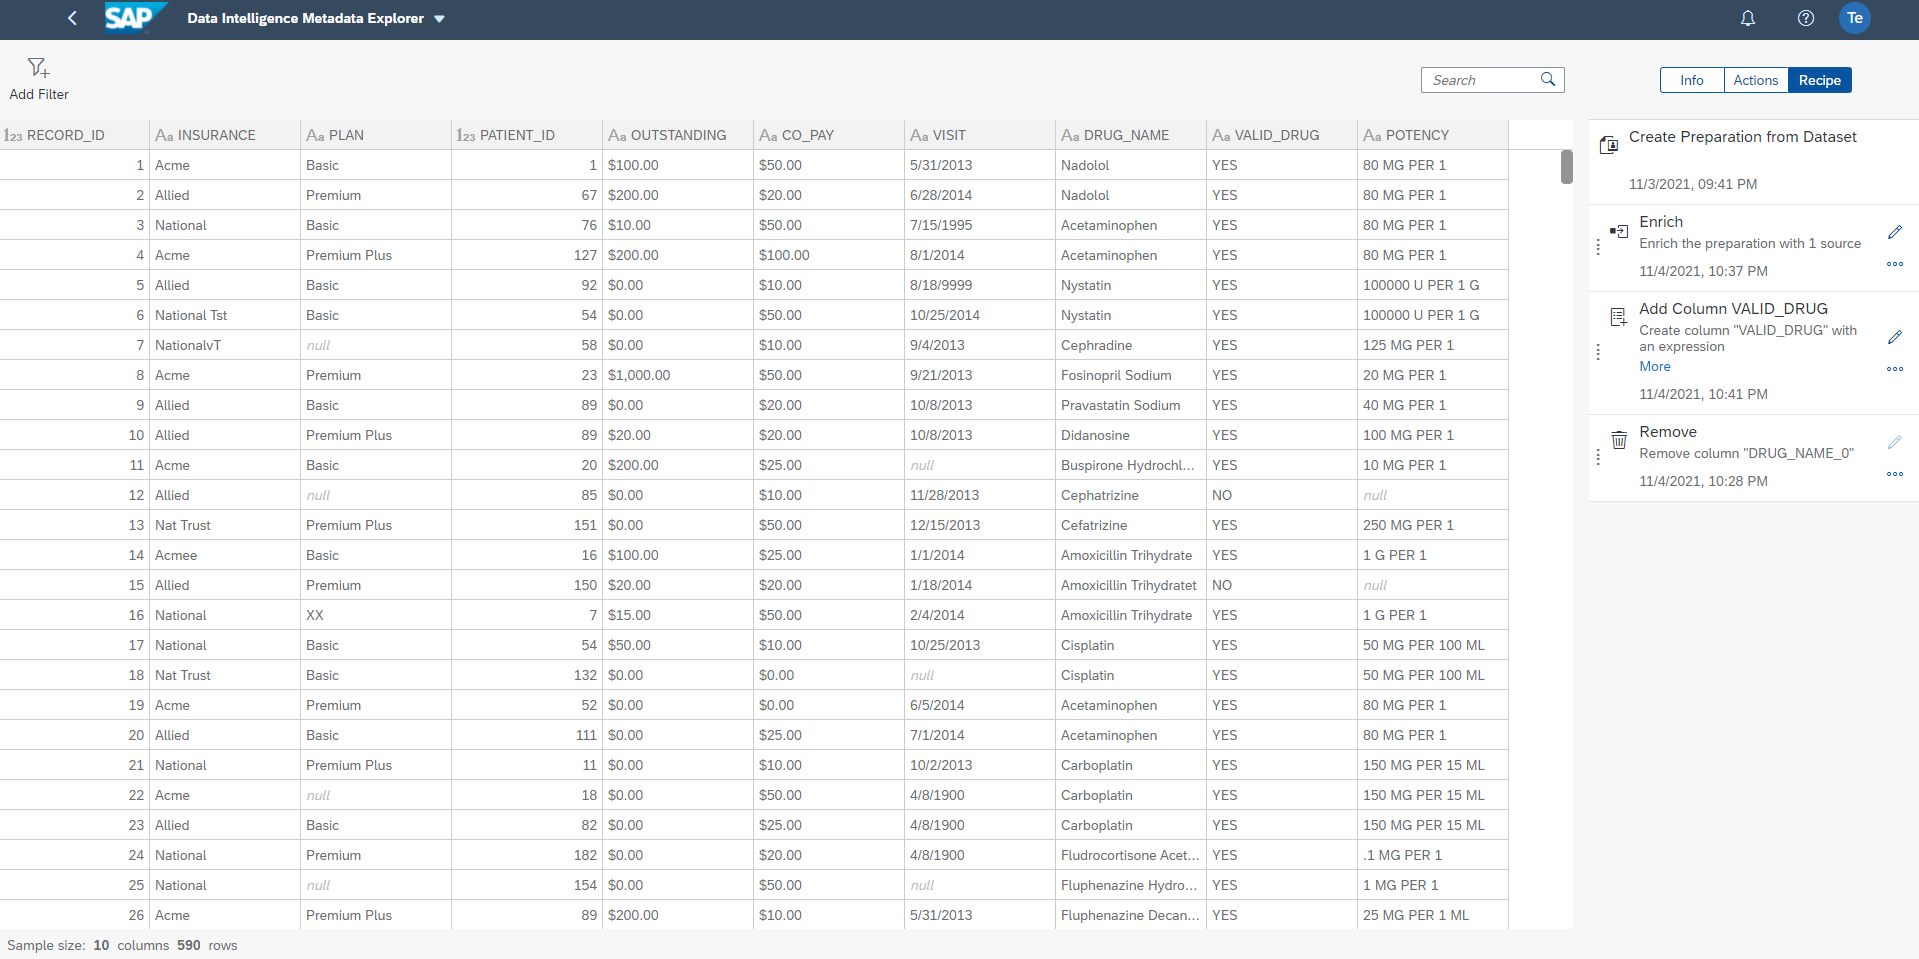 SAP Data Intelligence Metadata Explorer Te
Add Filter
Search
Info Actions Recipe
123 RECORD_ID Aa INSURANCE Aa PLAN 123 PATIENT_ID Aa OUTSTANDING Aa CO_PAY Aa VISIT Aa DRUG_NAME Aa VALID_DRUG Aa POTENCY
1 Acme Basic 1 $100.00 $50.00 5/31/2013 Nadolol YES 80 MG PER 1
2 Allied Premium 67 $200.00 $20.00 6/28/2014 Nadolol YES 80 MG PER 1
3 National Basic 76 $10.00 $50.00 7/15/1995 Acetaminophen YES 80 MG PER 1
4 Acme Premium Plus 127 $200.00 $100.00 8/1/2014 Acetaminophen YES 80 MG PER 1
5 Allied Basic 92 $0.00 $10.00 8/18/9999 Nystatin YES 100000 U PER 1 G
6 National Tst Basic 54 $0.00 $50.00 10/25/2014 Nystatin YES 100000 U PER 1 G
7 NationalvT null 58 $0.00 $10.00 9/4/2013 Cephradine YES 125 MG PER 1
8 Acme Premium 23 $1,000.00 $50.00 9/21/2013 Fosinopril Sodium YES 20 MG PER 1
9 Allied Basic 89 $0.00 $20.00 10/8/2013 Pravastatin Sodium YES 40 MG PER 1
10 Allied Premium Plus 89 $20.00 $20.00 10/8/2013 Didanosine YES 100 MG PER 1
11 Acme Basic 20 $200.00 $25.00 null Buspirone Hydrochl... YES 10 MG PER 1
12 Allied null 85 $0.00 $10.00 11/28/2013 Cephatrizine NO null
13 Nat Trust Premium Plus 151 $0.00 $50.00 12/15/2013 Cefatrizine YES 250 MG PER 1
14 Acmee Basic 16 $100.00 $25.00 1/1/2014 Amoxicillin Trihydrate YES 1 G PER 1
15 Allied Premium 150 $20.00 $20.00 1/18/2014 Amoxicillin Trihydratet NO null
16 National XX 7 $15.00 $50.00 2/4/2014 Amoxicillin Trihydrate YES 1 G PER 1
17 National Basic 54 $50.00 $10.00 10/25/2013 Cisplatin YES 50 MG PER 100 ML
18 Nat Trust Basic 132 $0.00 $0.00 null Cisplatin YES 50 MG PER 100 ML
19 Acme Premium 52 $0.00 $0.00 6/5/2014 Acetaminophen YES 80 MG PER 1
20 Allied Basic 111 $0.00 $25.00 7/1/2014 Acetaminophen YES 80 MG PER 1
21 National Premium Plus 11 $0.00 $10.00 10/2/2013 Carboplatin YES 150 MG PER 15 ML
22 Acme null 18 $0.00 $50.00 4/8/1900 Carboplatin YES 150 MG PER 15 ML
23 Allied Basic 82 $0.00 $25.00 4/8/1900 Carboplatin YES 150 MG PER 15 ML
24 National Premium 182 $0.00 $20.00 4/8/1900 Fludrocortisone Acet... YES .1 MG PER 1
25 National null 154 $0.00 $50.00 null Fluphenazine Hydro... YES 1 MG PER 1
26 Acme Premium Plus 89 $200.00 $10.00 5/31/2013 Fluphenazine Decan... YES 25 MG PER 1 ML
Sample size: 10 columns 590 rows
Create Preparation from Dataset
11/3/2021, 09:41 PM
Enrich
Enrich the preparation with 1 source
11/4/2021, 10:37 PM
Add Column VALID_DRUG
Create column "VALID_DRUG" with
an expression
More
11/4/2021, 10:41 PM
Remove
Remove column "DRUG_NAME_0"
11/4/2021, 10:28 PM